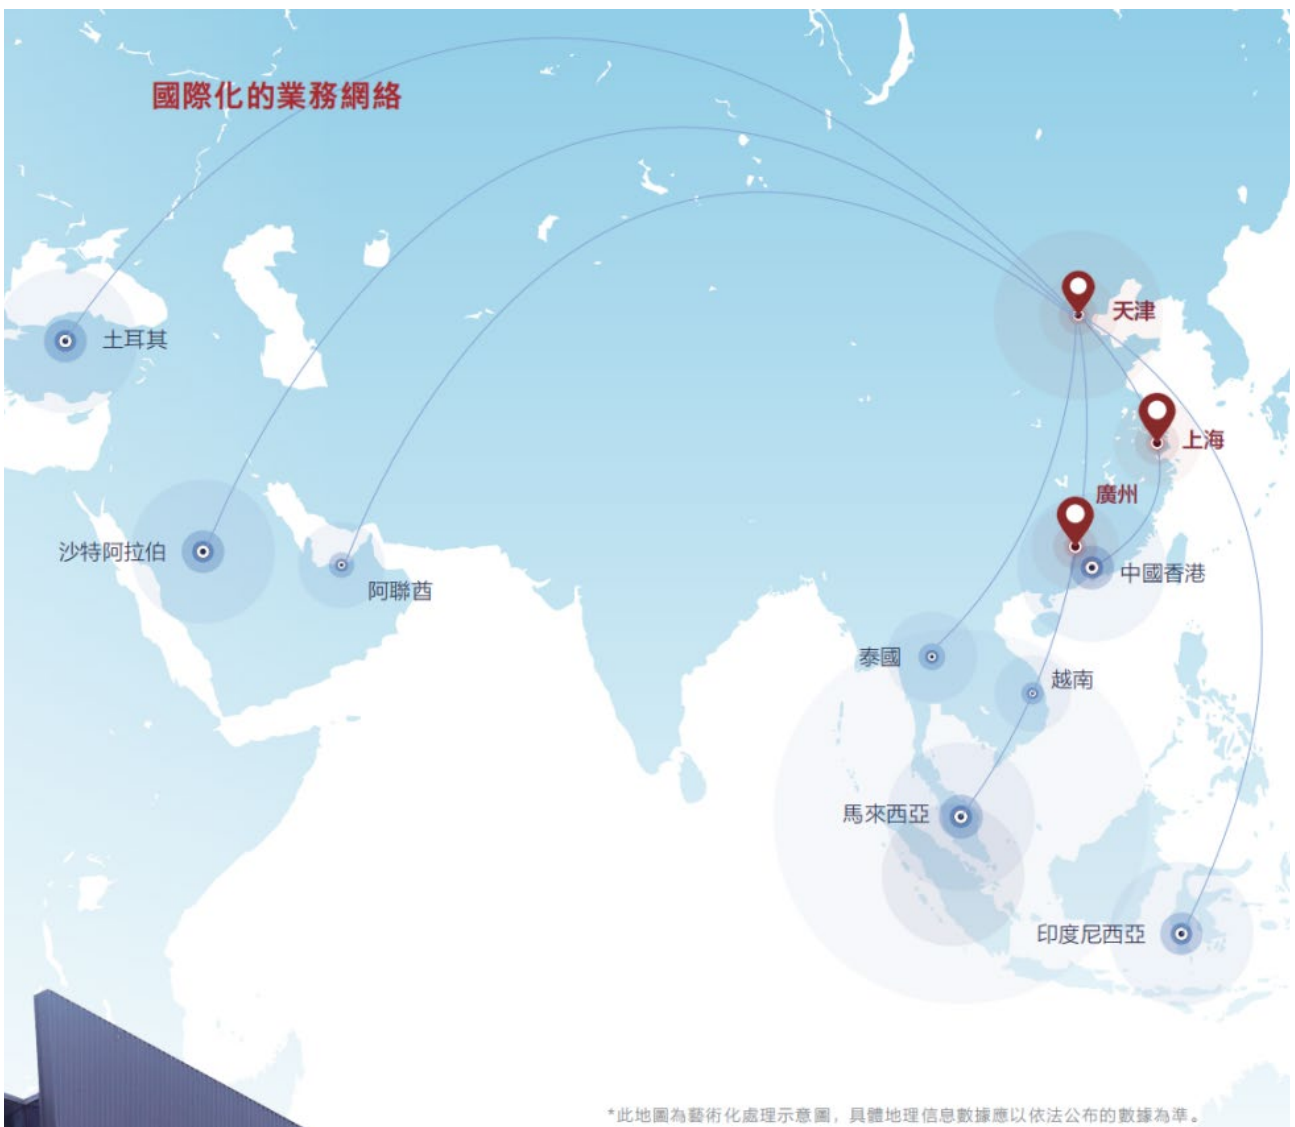 國際化的業務網絡
天津
土耳其
上海
廣州
沙特阿拉伯
阿聯酋
中國香港
泰國
越南
馬來西亞
印度尼西亞
*此地圖為藝術化處理示意圖，具體地理信息數據應以依法公布的數據為準。